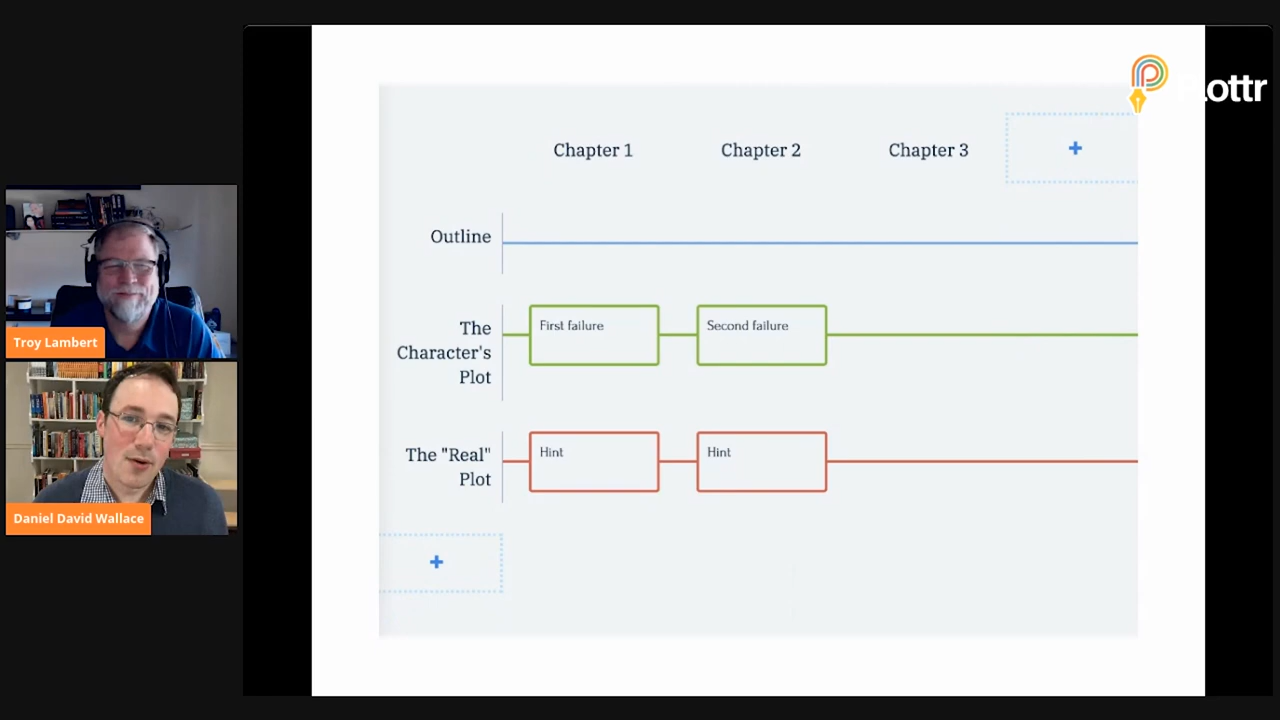 Plottr
Chapter 1
Chapter 2
Chapter 3
+
Outline
The
Character's
Plot
First failure
Second failure
The "Real"
Plot
Hint
Hint
+
Troy Lambert
Daniel David Wallace